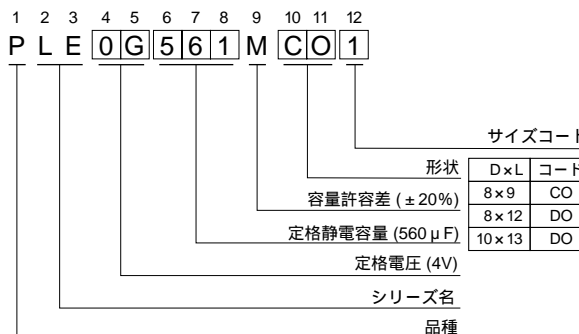 1 2 3 4 5 6 7 8 9 10 11 12
P L E 0 G 5 6 1 M C O 1
サイズコード
形状
D×L コード
8×9 CO
8×12 DO
10×13 DO
容量許容差 (±20%)
定格静電容量 (560μF)
定格電圧 (4V)
シリーズ名
品種